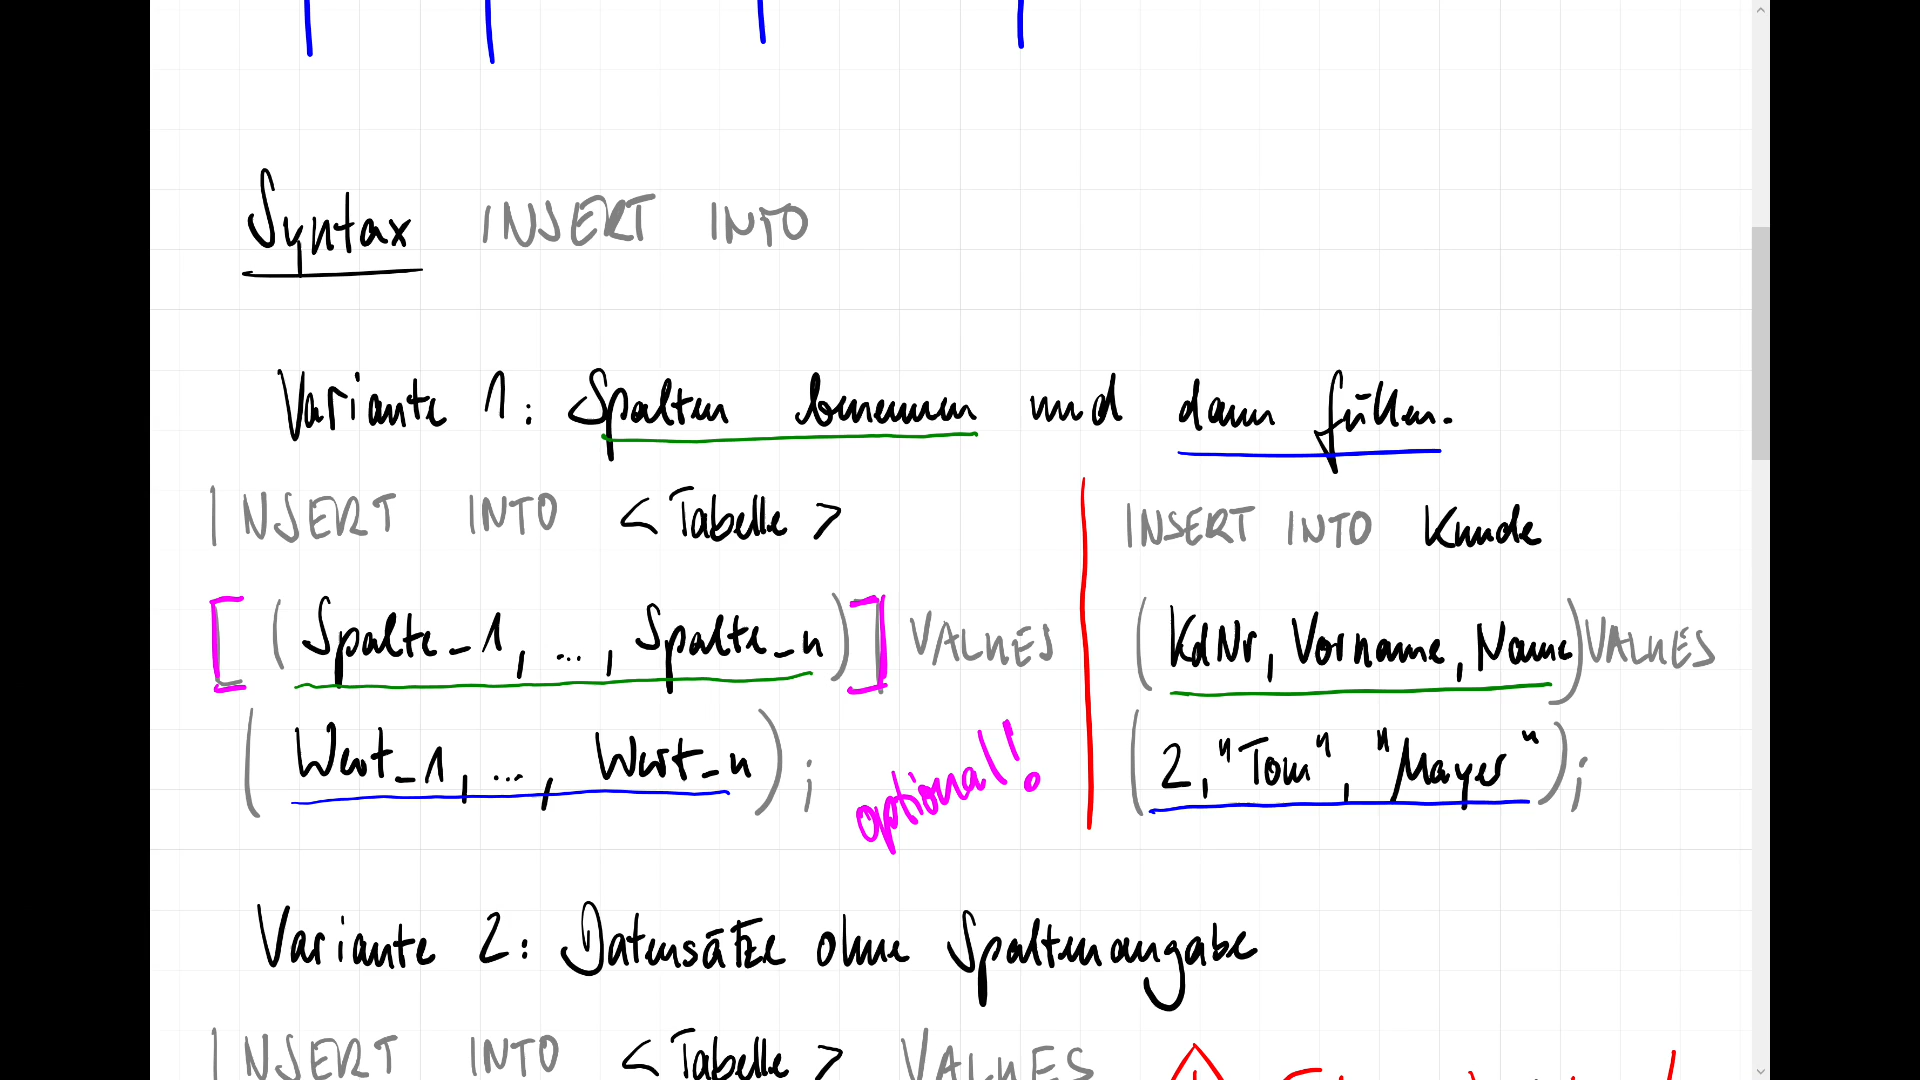 Syntax INSERT INTO
Variante 1: Spalten benennen und dann füllen.
INSERT INTO <Tabelle>
[(Spalte_1, ..., Spalte_n)] VALUES
(Wert_1, ..., Wert_n);
optional!
INSERT INTO Kunde
(KdNr, Vorname, Name) VALUES
(2, "Tom", "Mayer");
Variante 2: Datensätze ohne Spaltenangabe
INSERT INTO <Tabelle> VALUES